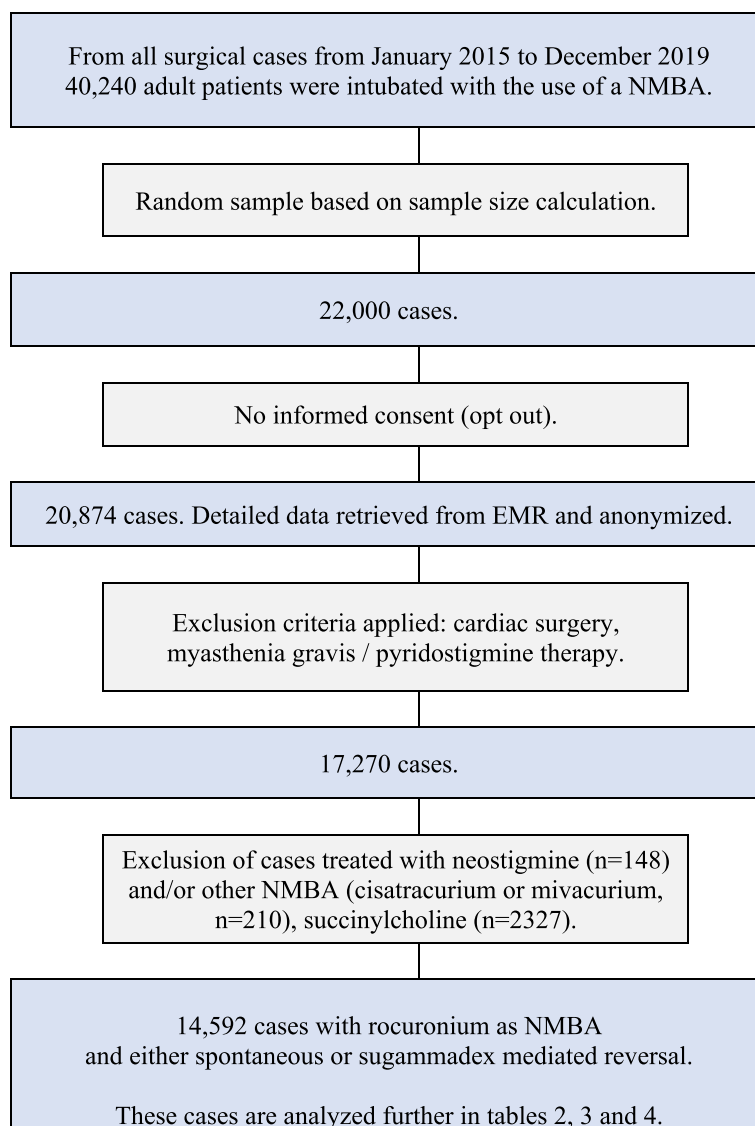 From all surgical cases from January 2015 to December 2019
40,240 adult patients were intubated with the use of a NMBA.
Random sample based on sample size calculation.
22,000 cases.
No informed consent (opt out).
20,874 cases. Detailed data retrieved from EMR and anonymized.
Exclusion criteria applied: cardiac surgery,
myasthenia gravis / pyridostigmine therapy.
17,270 cases.
Exclusion of cases treated with neostigmine (n=148)
and/or other NMBA (cisatracurium or mivacurium,
n=210), succinylcholine (n=2327).
14,592 cases with rocuronium as NMBA
and either spontaneous or sugammadex mediated reversal.
These cases are analyzed further in tables 2, 3 and 4.